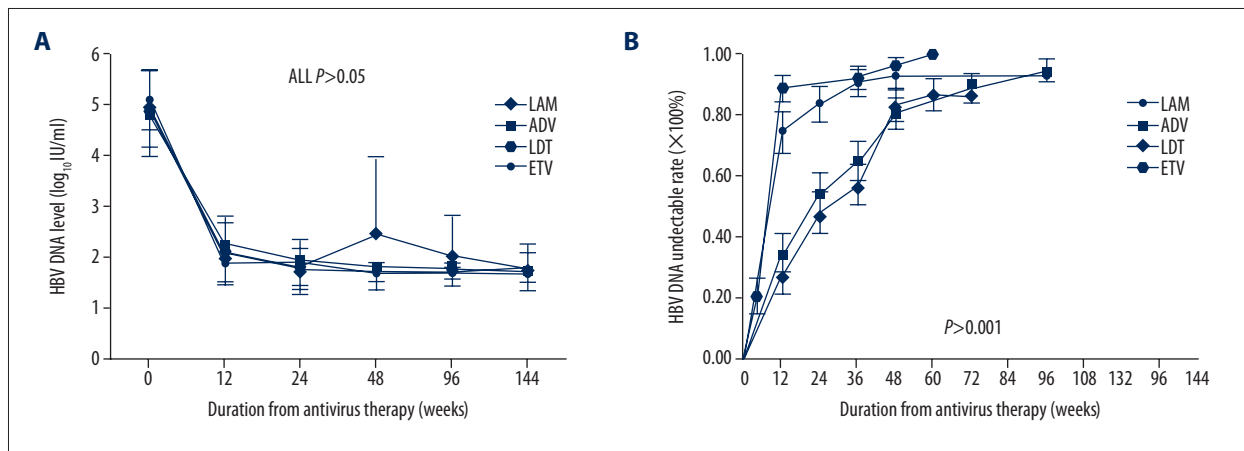 A
HBV DNA level (log10 IU/ml)
6
5
4
3
2
1
0
ALL P>0.05
LAM
ADV
LDT
ETV
0 12 24 48 96 144
Duration from antivirus therapy (weeks)
B
HBV DNA undectable rate (×100%)
1.00
0.80
0.60
0.40
0.20
0.00
LAM
ADV
LDT
ETV
P>0.001
0 12 24 36 48 60 72 84 96 108 132 96 144
Duration from antivirus therapy (weeks)